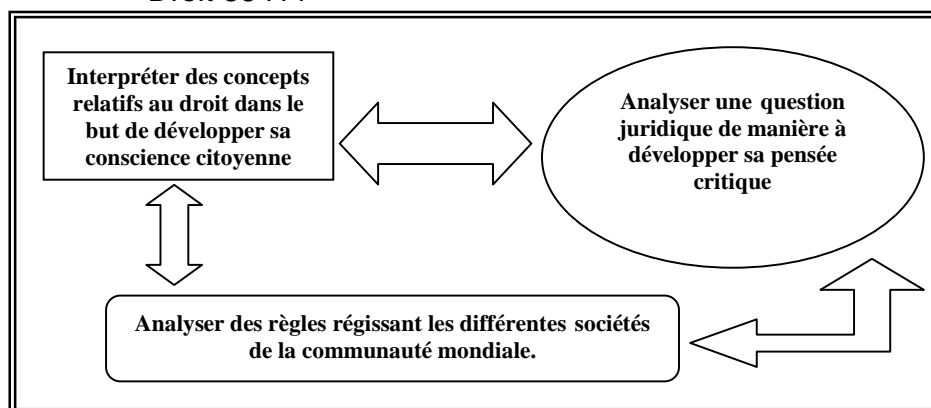 Interpréter des concepts
relatifs au droit dans le
but de développer sa
conscience citoyenne
Analyser une question
juridique de manière à
développer sa pensée
critique
Analyser des règles régissant les différentes sociétés
de la communauté mondiale.